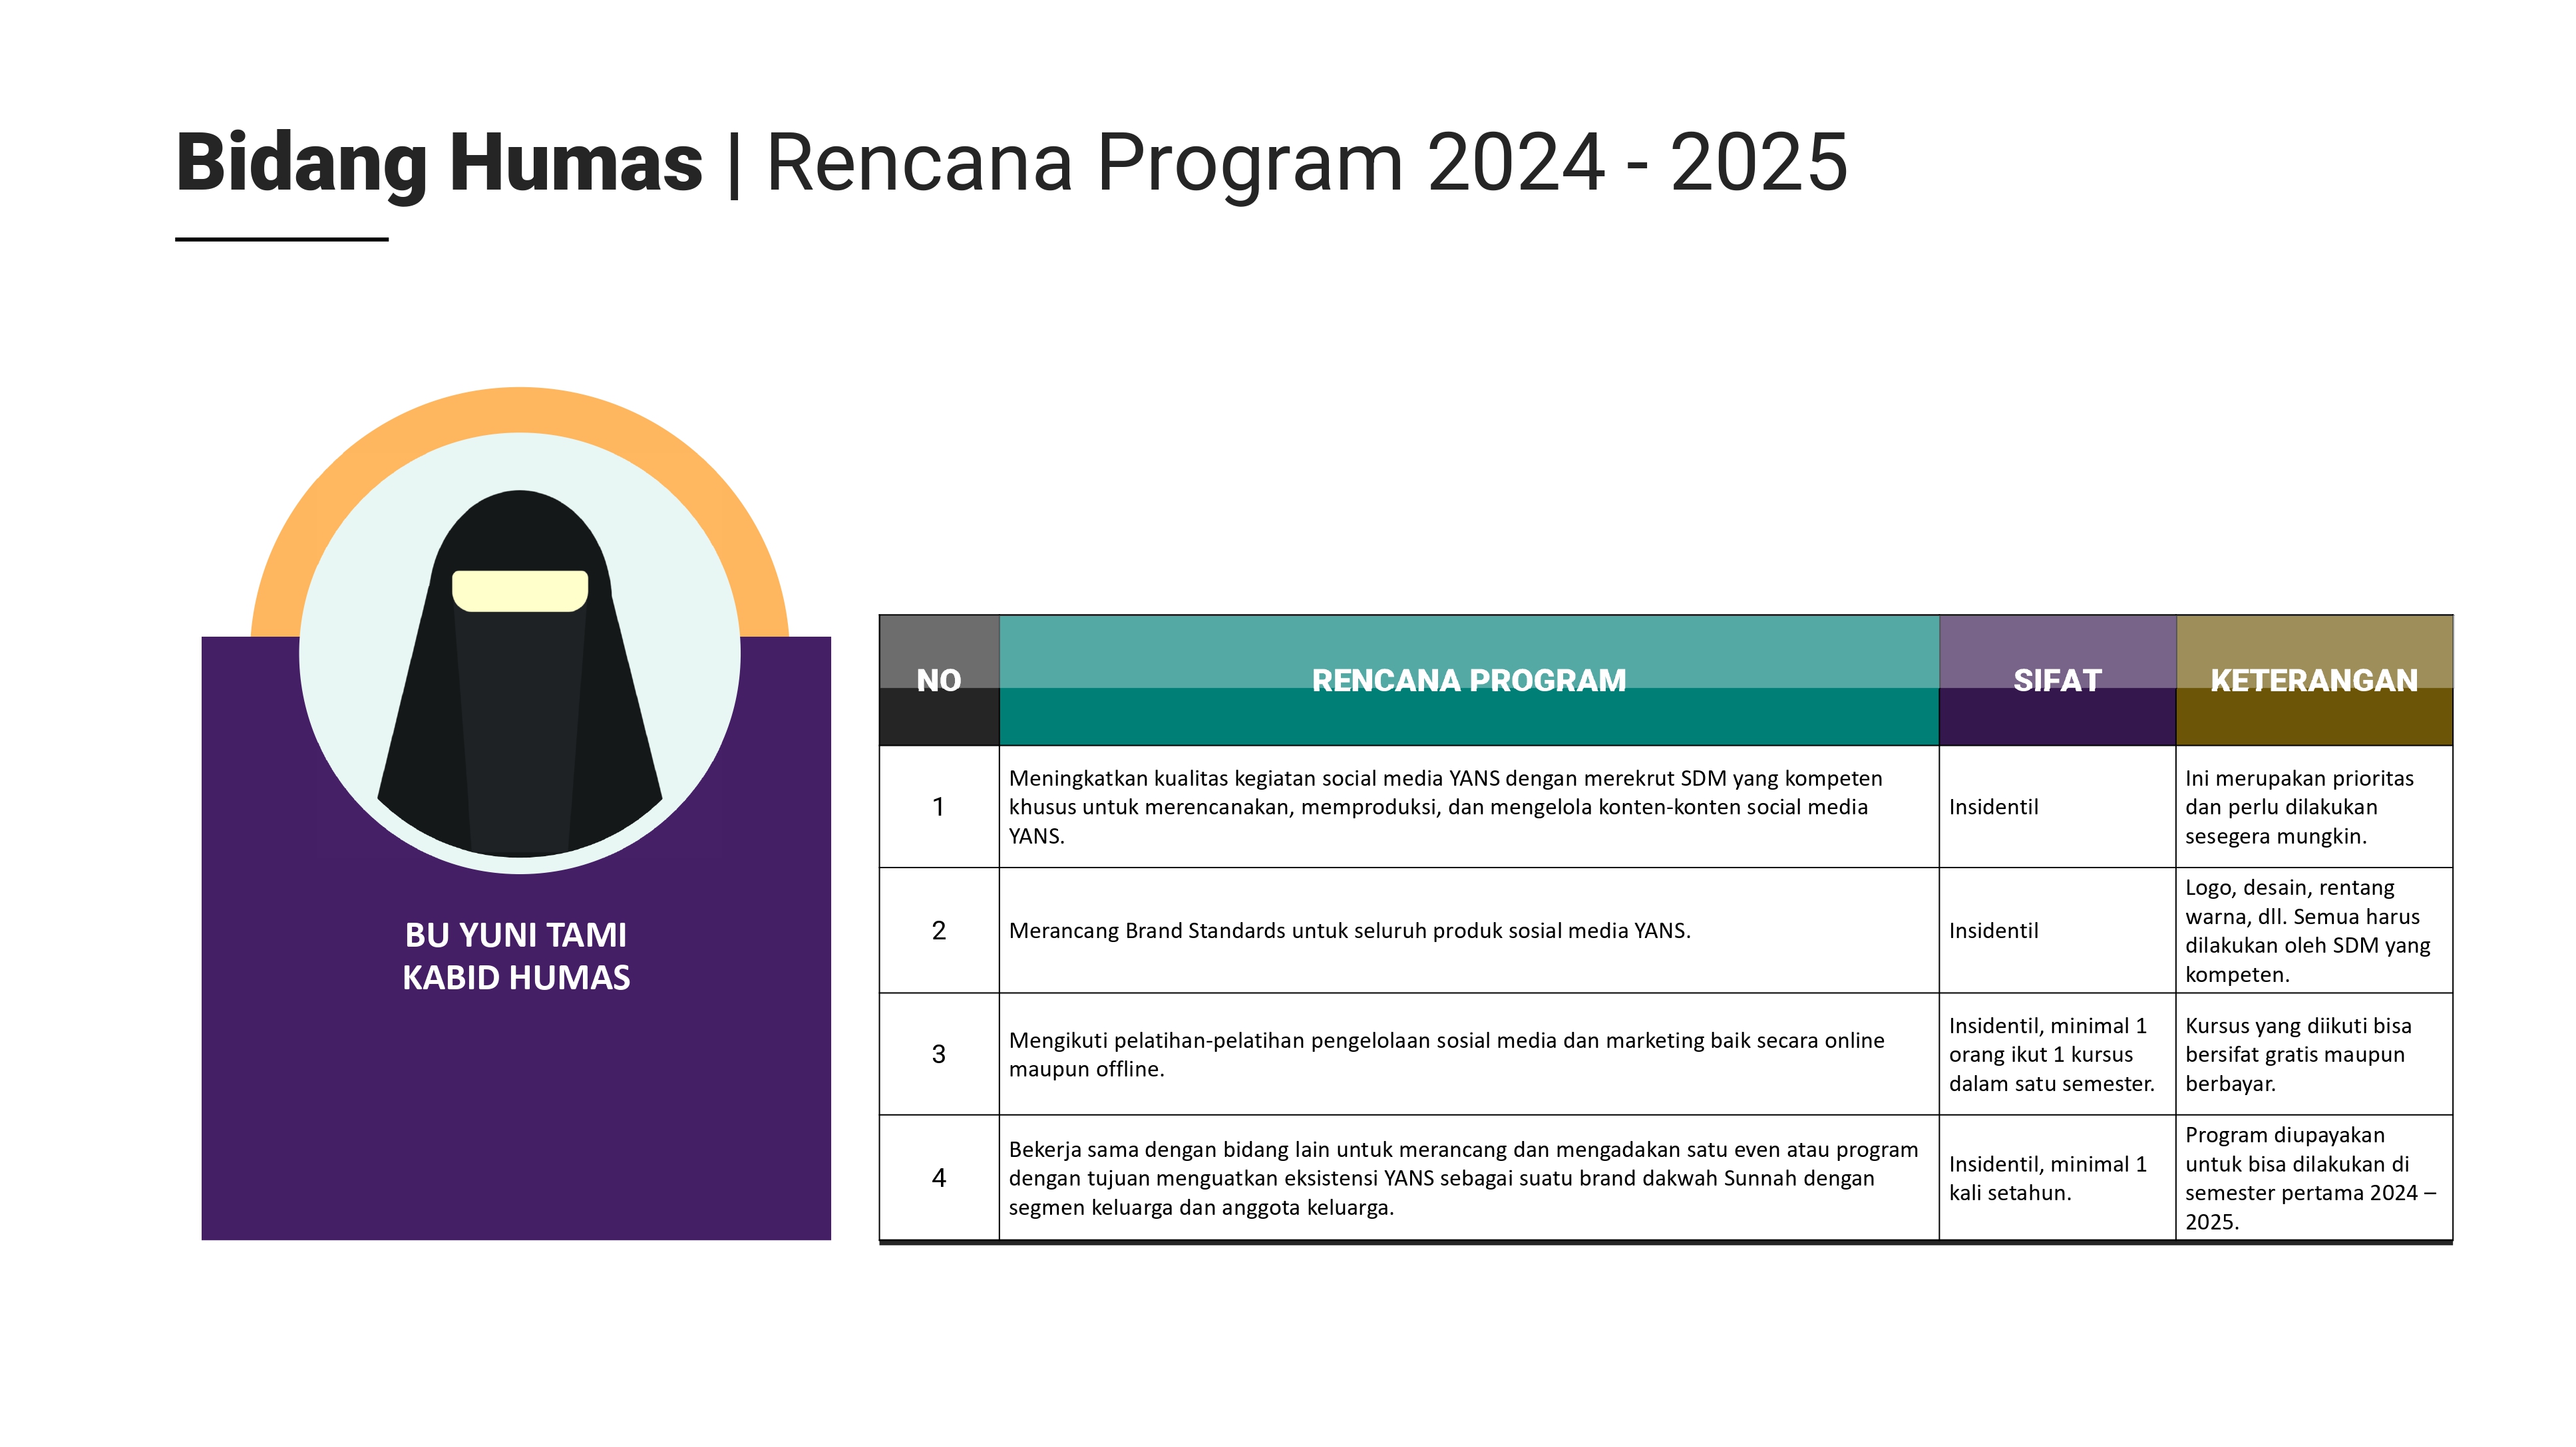 Bidang Humas | Rencana Program 2024 - 2025
BU YUNI TAMI
KABID HUMAS
NO RENCANA PROGRAM SIFAT KETERANGAN
1
Meningkatkan kualitas kegiatan social media YANS dengan merekrut SDM yang kompeten
khusus untuk merencanakan, memproduksi, dan mengelola konten-konten social media
YANS.
Insidentil
Ini merupakan prioritas
dan perlu dilakukan
sesegera mungkin.
2
Merancang Brand Standards untuk seluruh produk sosial media YANS.
Insidentil
Logo, desain, rentang
warna, dll. Semua harus
dilakukan oleh SDM yang
kompeten.
3
Mengikuti pelatihan-pelatihan pengelolaan sosial media dan marketing baik secara online
maupun offline.
Insidentil, minimal 1
orang ikut 1 kursus
dalam satu semester.
Kursus yang diikuti bisa
bersifat gratis maupun
berbayar.
4
Bekerja sama dengan bidang lain untuk merancang dan mengadakan satu even atau program
dengan tujuan menguatkan eksistensi YANS sebagai suatu brand dakwah Sunnah dengan
segmen keluarga dan anggota keluarga.
Insidentil, minimal 1
kali setahun.
Program diupayakan
untuk bisa dilakukan di
semester pertama 2024 –
2025.